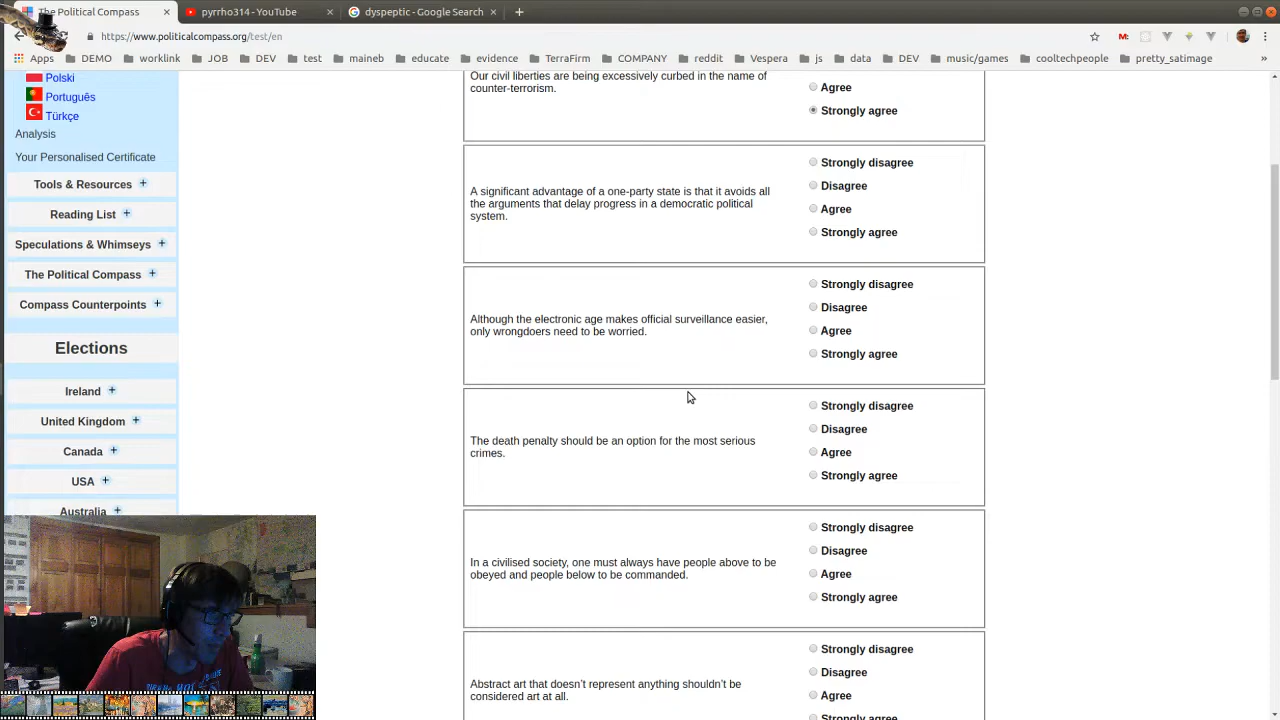 The Political Compass
pyrrho314 - YouTube
dyspeptic - Google Search
https://www.politicalcompass.org/test/en
M:
Apps
DEMO
worklink
JOB
DEV
test
maineb
educate
evidence
TerraFirm
COMPANY
reddit
Vespera
js
data
DEV
music/games
cooltechpeople
pretty_satimage
»
Polski
Português
Türkçe
Analysis
Your Personalised Certificate
Tools & Resources +
Reading List +
Speculations & Whimseys +
The Political Compass +
Compass Counterpoints +
Elections
Ireland +
United Kingdom +
Canada +
USA +
Australia +
Our civil liberties are being excessively curbed in the name of
counter-terrorism.
Agree
Strongly agree
A significant advantage of a one-party state is that it avoids all
the arguments that delay progress in a democratic political
system.
Strongly disagree
Disagree
Agree
Strongly agree
Although the electronic age makes official surveillance easier,
only wrongdoers need to be worried.
Strongly disagree
Disagree
Agree
Strongly agree
The death penalty should be an option for the most serious
crimes.
Strongly disagree
Disagree
Agree
Strongly agree
In a civilised society, one must always have people above to be
obeyed and people below to be commanded.
Strongly disagree
Disagree
Agree
Strongly agree
Abstract art that doesn't represent anything shouldn't be
considered art at all.
Strongly disagree
Disagree
Agree
Strongly agree